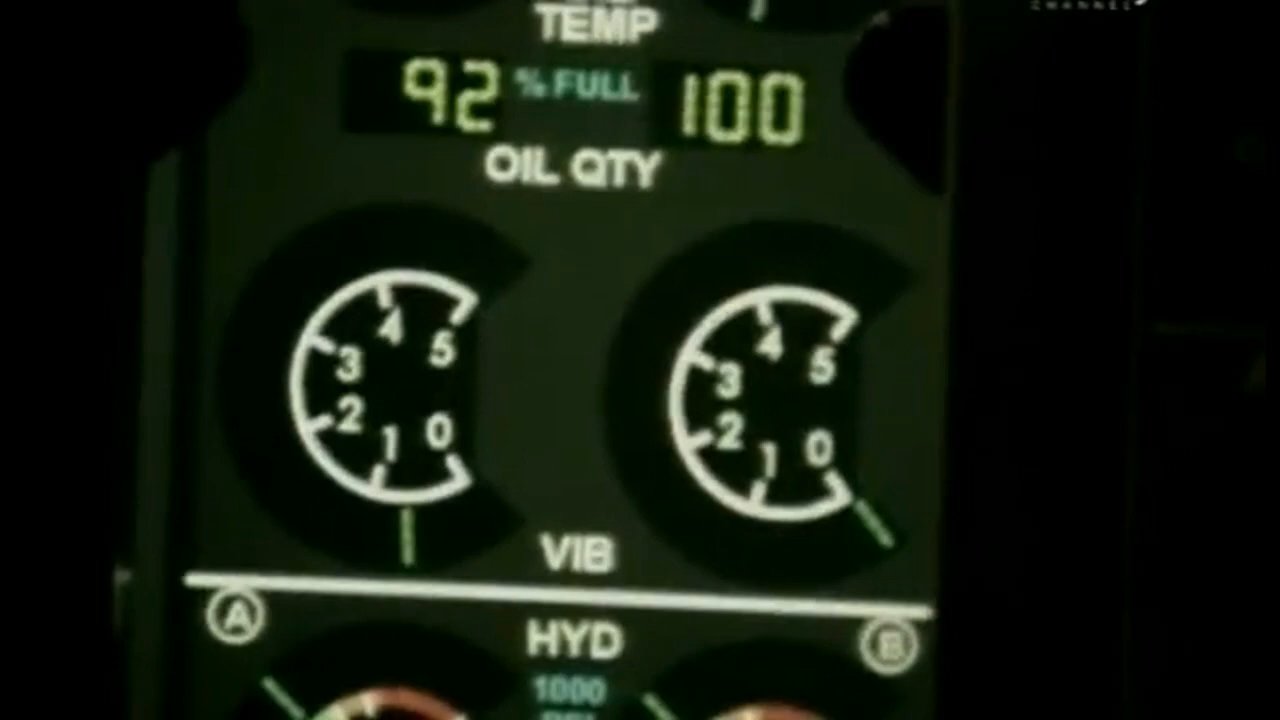 CHANNEL
TEMP
92 % FULL 100
OIL QTY
4 4
5 5
3 3
2 2
1 0 1 0
VIB
A B
HYD
1000